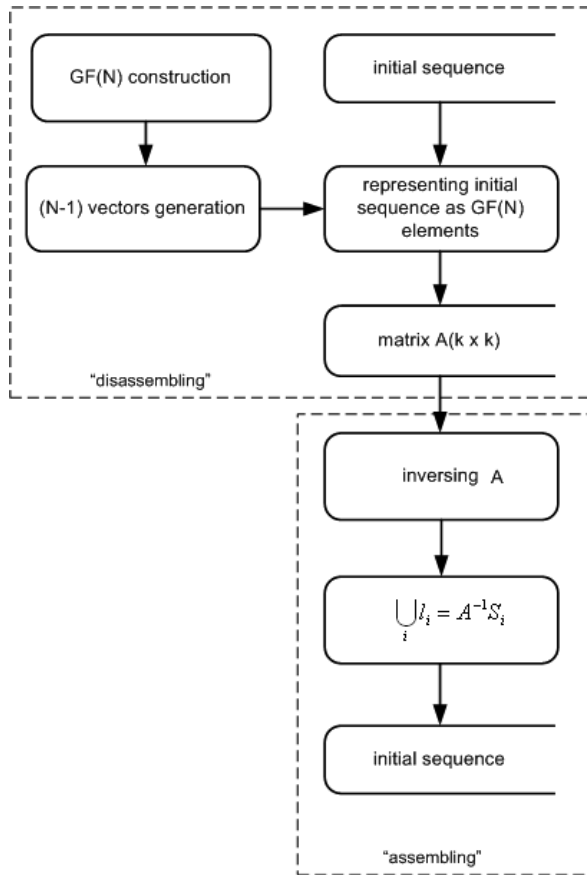 GF(N) construction
initial sequence
(N-1) vectors generation
representing initial
sequence as GF(N)
elements
matrix A(k x k)
“disassembling”
inversing A
⋃ l_i = A^{-1}S_i
i
initial sequence
“assembling”